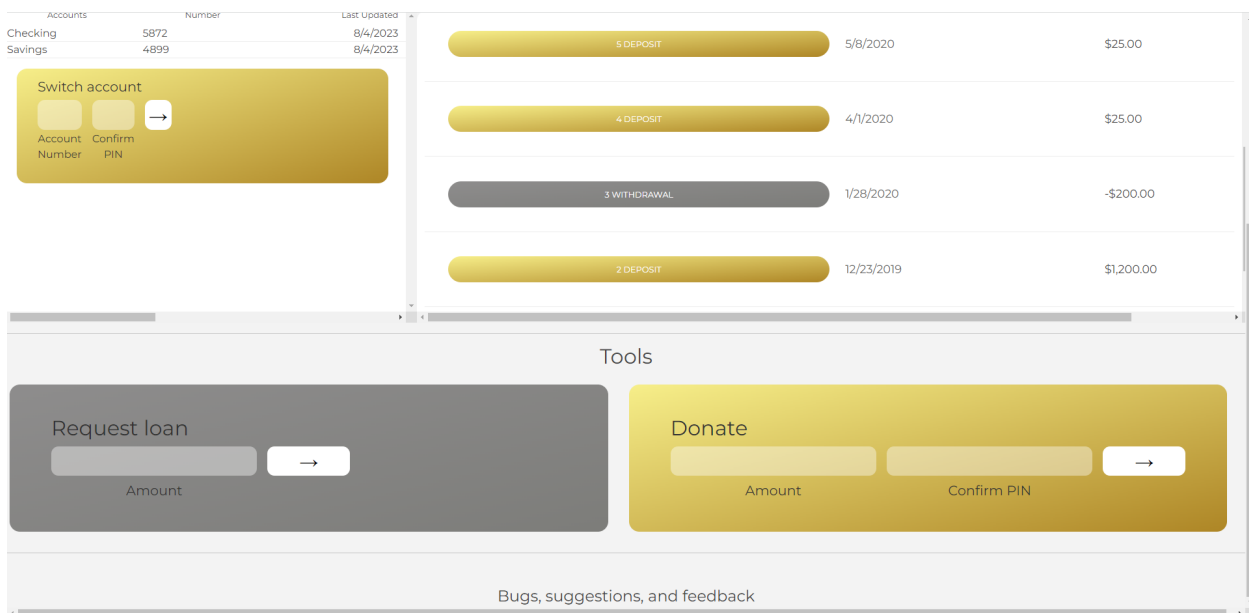 Accounts Number Last Updated
Checking 5872 8/4/2023
Savings 4899 8/4/2023
Switch account
→
Account Number
Confirm PIN
5 DEPOSIT 5/8/2020 $25.00
4 DEPOSIT 4/1/2020 $25.00
3 WITHDRAWAL 1/28/2020 -$200.00
2 DEPOSIT 12/23/2019 $1,200.00
Tools
Request loan
→
Amount
Donate
→
Amount Confirm PIN
Bugs, suggestions, and feedback